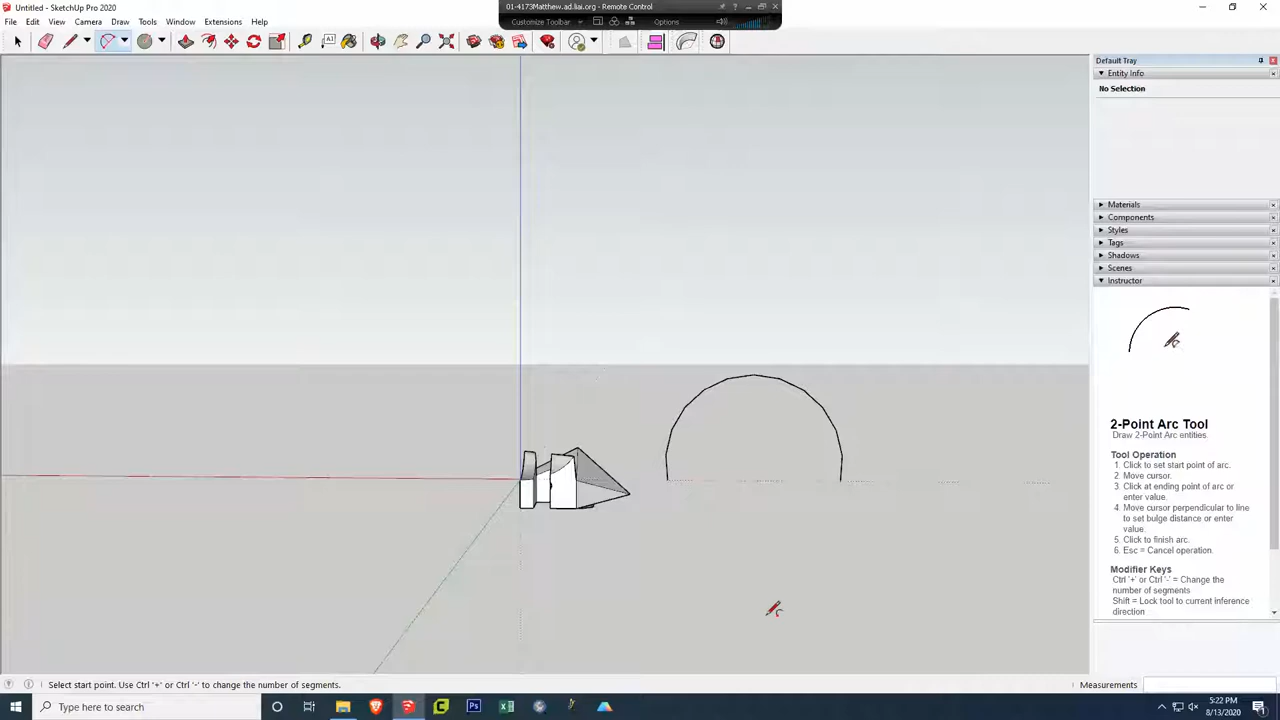 Untitled - SketchUp Pro 2020
01-4173Matthew.ad.liai.org - Remote Control
File Edit View Camera Draw Tools Window Extensions Help
Customize Toolbar
Options
Default Tray
Entity Info
No Selection
Materials
Components
Styles
Tags
Shadows
Scenes
Instructor
2-Point Arc Tool
Draw 2-Point Arc entities.
Tool Operation
1. Click to set start point of arc.
2. Move cursor.
3. Click at ending point of arc or
enter value.
4. Move cursor perpendicular to line
to set bulge distance or enter
value.
5. Click to finish arc.
6. Esc = Cancel operation.
Modifier Keys
Ctrl '+' or Ctrl '-' = Change the
number of segments
Shift = Lock tool to current inference
direction
Select start point. Use Ctrl '+' or Ctrl '-' to change the number of segments.
Measurements
Type here to search
5:22 PM
8/13/2020